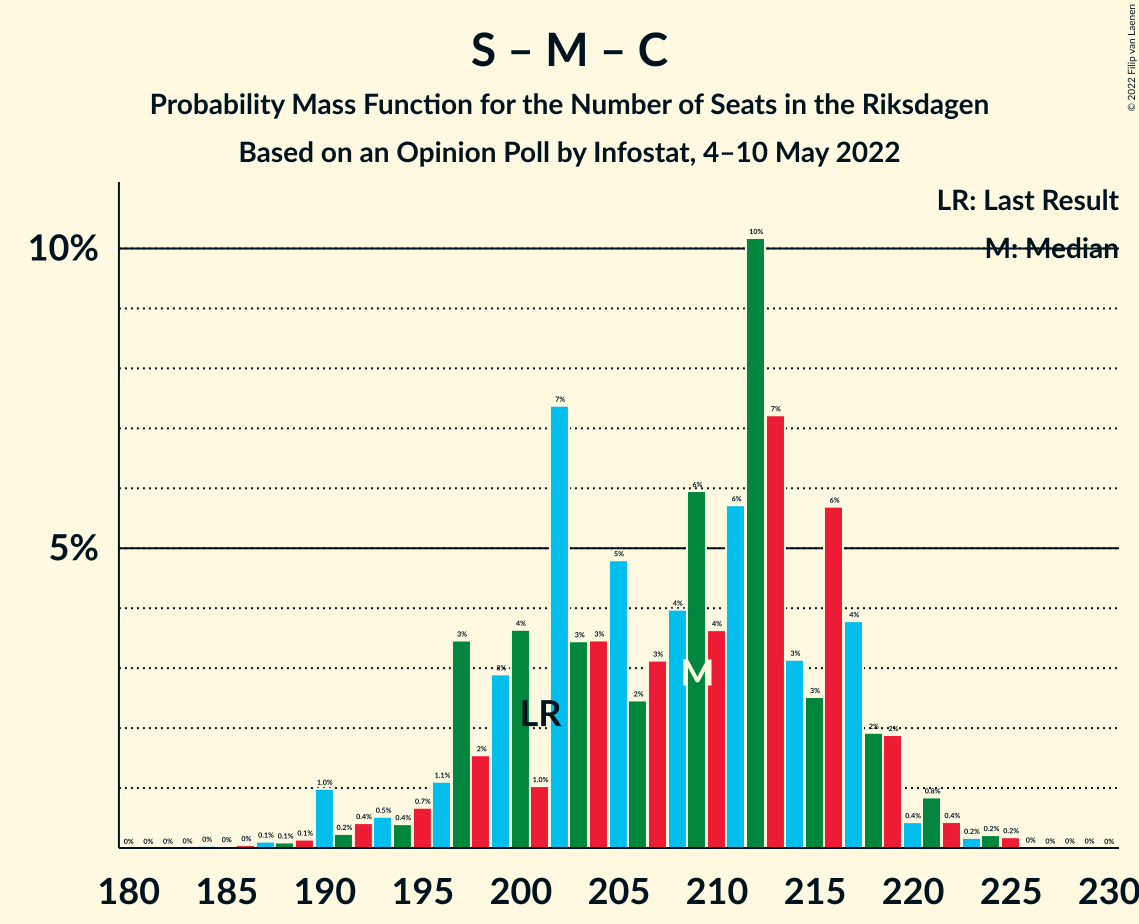 S – M – C
Probability Mass Function for the Number of Seats in the Riksdagen
Based on an Opinion Poll by Infostat, 4–10 May 2022
© 2022 Filip van Laenen
LR: Last Result
M: Median
10%
5%
0% 0% 0% 0% 0% 0% 0% 0.1% 0.1% 0.1% 1.0% 0.2% 0.4% 0.5% 0.4% 0.7% 1.1% 3% 2% 3% 4% 1.0% 7% 3% 3% 5% 2% 3% 4% 6% 4% 6% 10% 7% 3% 3% 6% 4% 2% 2% 0.4% 0.8% 0.4% 0.2% 0.2% 0.2% 0% 0% 0% 0% 0%
M
LR
180 185 190 195 200 205 210 215 220 225 230